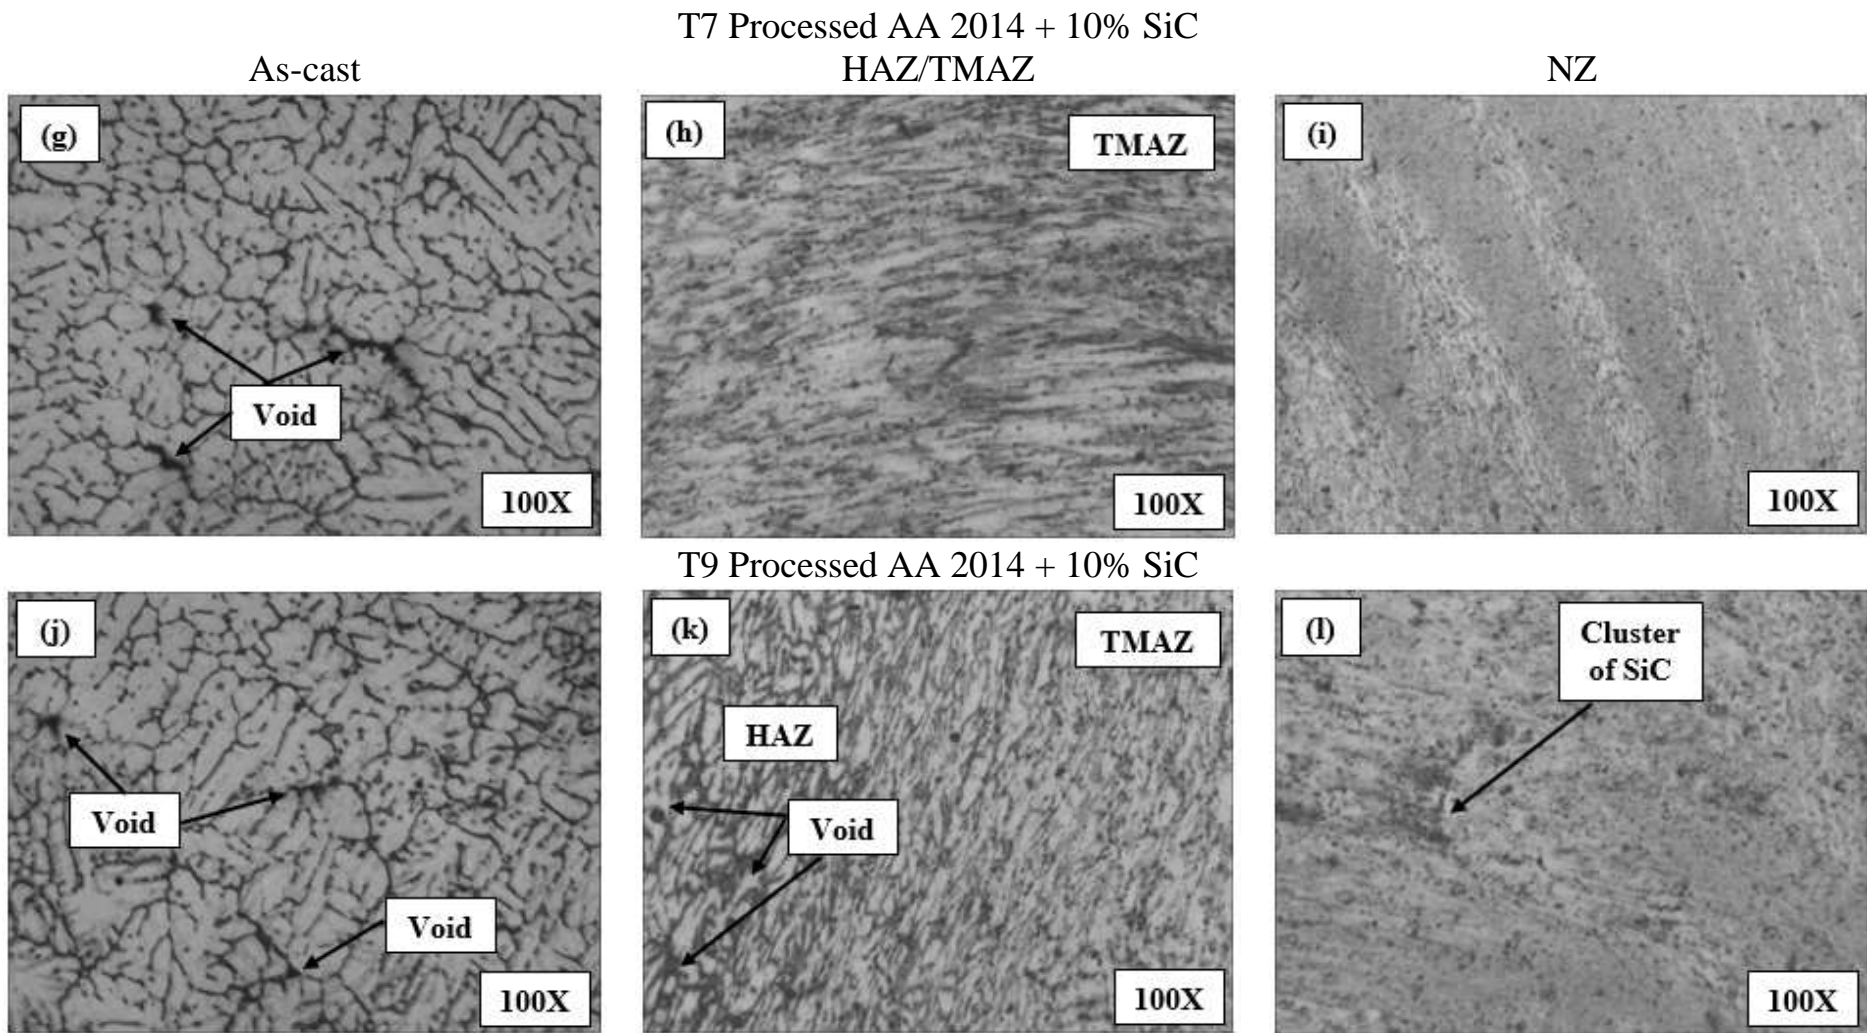 T7 Processed AA 2014 + 10% SiC
As-cast
HAZ/TMAZ
NZ
(g)
Void
100X
(h)
TMAZ
100X
(i)
100X
T9 Processed AA 2014 + 10% SiC
(j)
Void
Void
100X
(k)
TMAZ
HAZ
Void
100X
(l)
Cluster
of SiC
100X